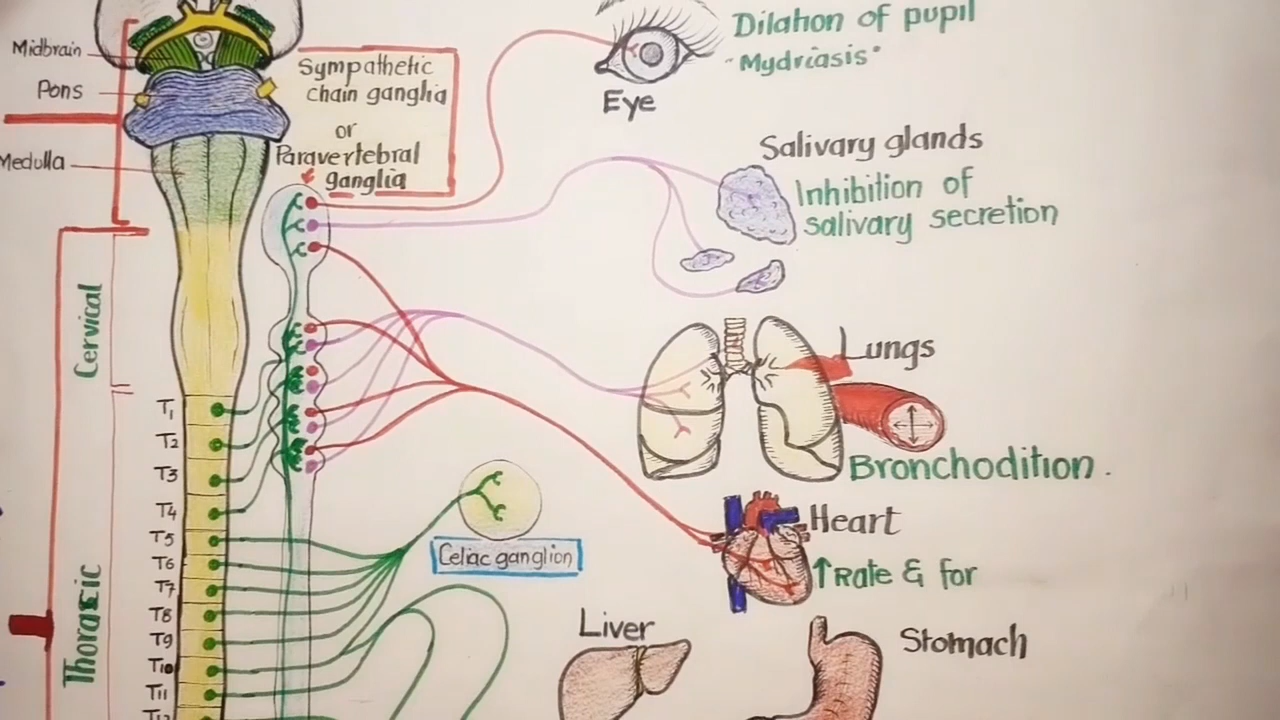 Midbrain
Pons
Medulla
Sympathetic
chain ganglia
or
Paravertebral
ganglia
Dilation of pupil
"Mydriasis"
Eye
Salivary glands
Inhibition of
salivary secretion
Cervical
Lungs
Bronchodition.
T1
T2
T3
T4
T5
T6
T7
T8
T9
T10
T11
T12
Thoracic
Celiac ganglion
Heart
↑Rate & for
Liver
Stomach